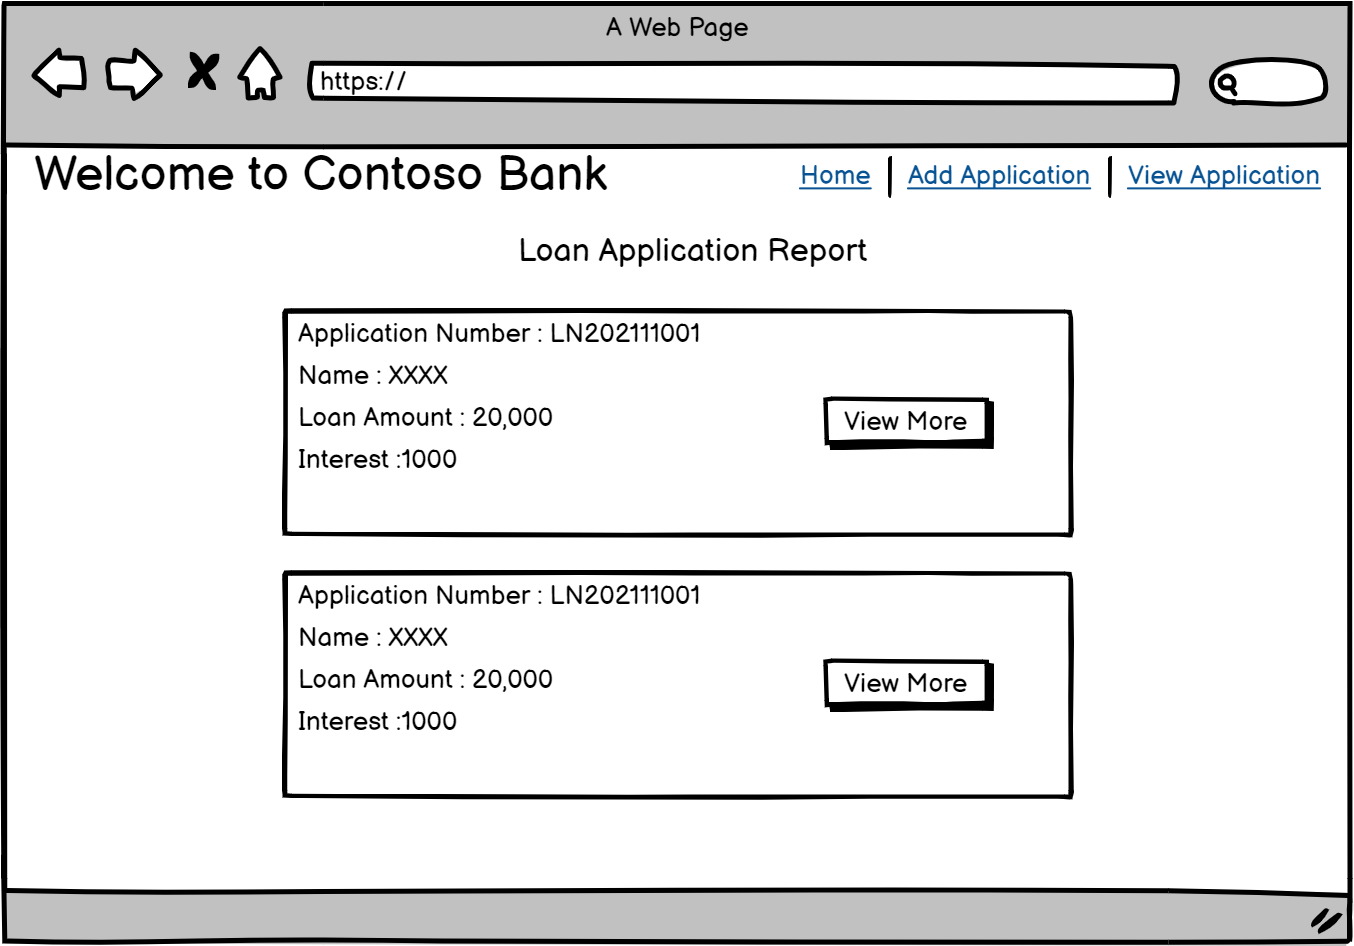 A Web Page
https://
Welcome to Contoso Bank
Home | Add Application | View Application
Loan Application Report
Application Number : LN202111001
Name : XXXX
Loan Amount : 20,000
View More
Interest :1000
Application Number : LN202111001
Name : XXXX
Loan Amount : 20,000
View More
Interest :1000